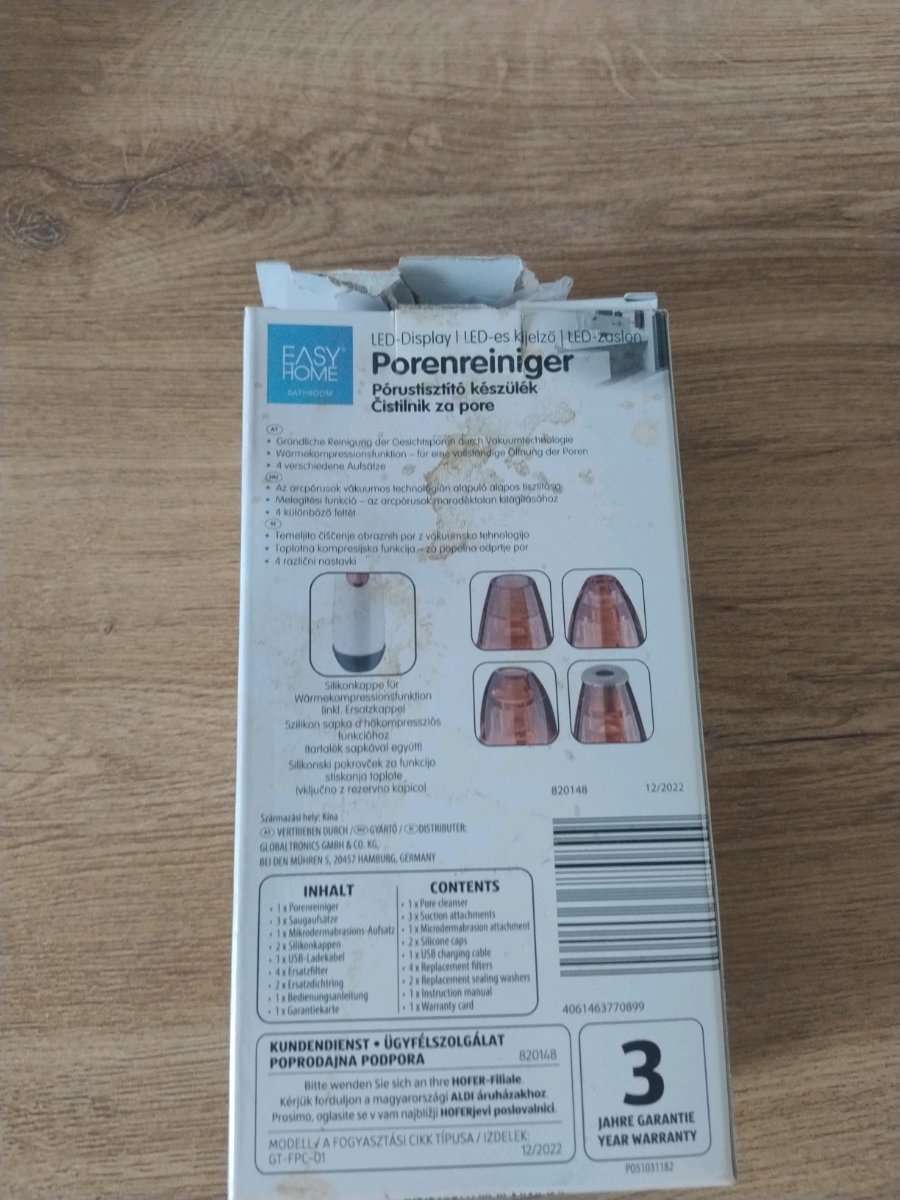 EASY
HOME
BATHROOM
LED-Display | LED-es kijelző | LED-zaslon
Porenreiniger
Pórustisztító készülék
Čistilnik za pore
AT
• Gründliche Reinigung der Gesichtsporen durch Vakuumtechnologie
• Wärmekompressionsfunktion – für eine vollständige Öffnung der Poren
• 4 verschiedene Aufsätze
HU
• Az arcpórusok vákuumos technológián alapuló alapos tisztítása
• Melegítési funkció – az arcpórusok maradéktalan kitágításához
• 4 különböző feltét
SI
• Temeljito čiščenje obraznih por z vakuumsko tehnologijo
• Toplotna kompresijska funkcija – za popolno odprtje por
• 4 različni nastavki
Silikonkappe für
Wärmekompressionsfunktion
(inkl. Ersatzkappe)
Szilikon sapka a hőkompressziós
funkcióhoz
(tartalék sapkával együtt)
Silikonski pokrovček za funkcijo
stiskanja toplote
(vključno z rezervno kapico)
820148 12/2022
Származási hely: Kína
AT VERTRIEBEN DURCH / HU GYÁRTÓ / SI DISTRIBUTER:
GLOBALTRONICS GMBH & CO. KG,
BEI DEN MÜHREN 5, 20457 HAMBURG, GERMANY
INHALT
• 1 x Porenreiniger
• 3 x Saugaufsätze
• 1 x Mikrodermabrasions-Aufsatz
• 2 x Silikonkappen
• 1 x USB-Ladekabel
• 4 x Ersatzfilter
• 2 x Ersatzdichtring
• 1 x Bedienungsanleitung
• 1 x Garantiekarte
CONTENTS
• 1 x Pore cleanser
• 3 x Suction attachments
• 1 x Microdermabrasion attachment
• 2 x Silicone caps
• 1 x USB charging cable
• 4 x Replacement filters
• 2 x Replacement sealing washers
• 1 x Instruction manual
• 1 x Warranty card
4061463770899
KUNDENDIENST • ÜGYFÉLSZOLGÁLAT
POPRODAJNA PODPORA 820148
Bitte wenden Sie sich an Ihre HOFER-Filiale.
Kérjük forduljon a magyarországi ALDI áruházakhoz.
Prosimo, oglasite se v vam najbližji HOFERjevi poslovalnici.
MODELL / A FOGYASZTÁSI CIKK TÍPUSA / IZDELEK:
GT-FPC-01 12/2022
3
JAHRE GARANTIE
YEAR WARRANTY
PO51031182